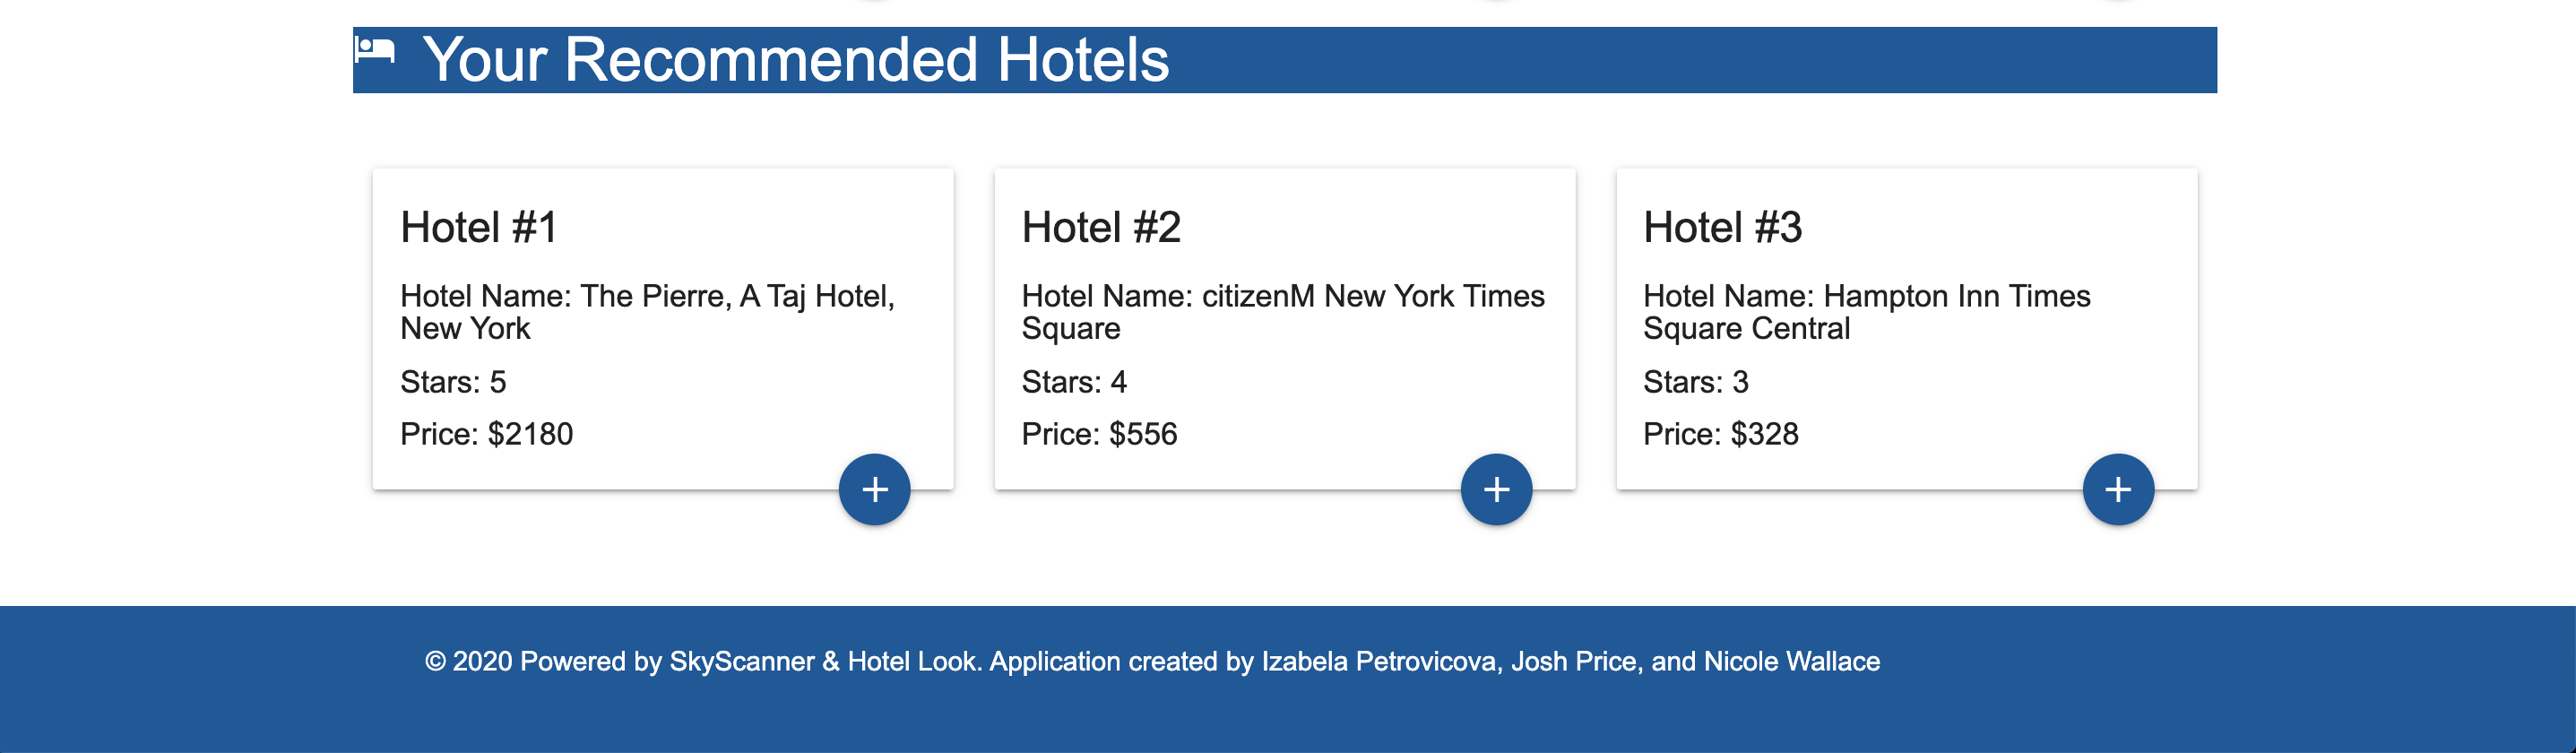 Your Recommended Hotels
Hotel #1
Hotel Name: The Pierre, A Taj Hotel,
New York
Stars: 5
Price: $2180
+
Hotel #2
Hotel Name: citizenM New York Times
Square
Stars: 4
Price: $556
+
Hotel #3
Hotel Name: Hampton Inn Times
Square Central
Stars: 3
Price: $328
+
© 2020 Powered by SkyScanner & Hotel Look. Application created by Izabela Petrovicova, Josh Price, and Nicole Wallace